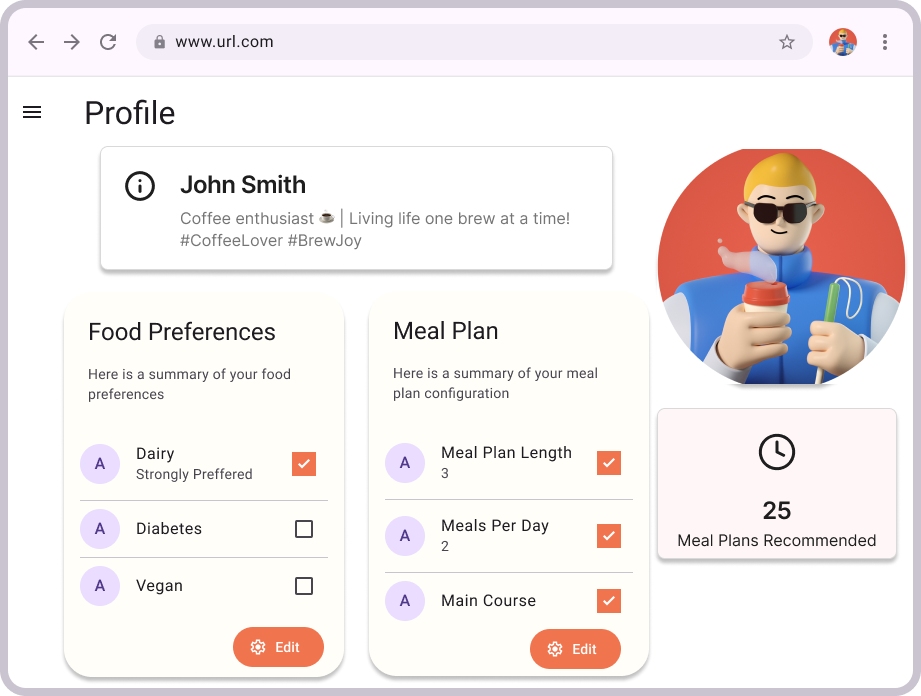 www.url.com
Profile
John Smith
Coffee enthusiast ☕ | Living life one brew at a time!
#CoffeeLover #BrewJoy
Food Preferences
Here is a summary of your food
preferences
A
Dairy
Strongly Preffered
A
Diabetes
A
Vegan
Edit
Meal Plan
Here is a summary of your meal
plan configuration
A
Meal Plan Length
3
A
Meals Per Day
2
A
Main Course
Edit
25
Meal Plans Recommended